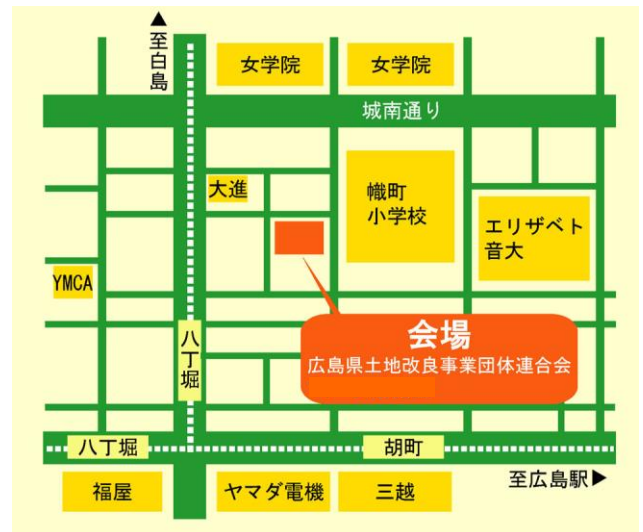 ▲
至白島
女学院
女学院
城南通り
大進
幟町
小学校
エリザベト
音大
YMCA
八丁堀
会場
広島県土地改良事業団体連合会
八丁堀
胡町
福屋
ヤマダ電機
三越
至広島駅▶